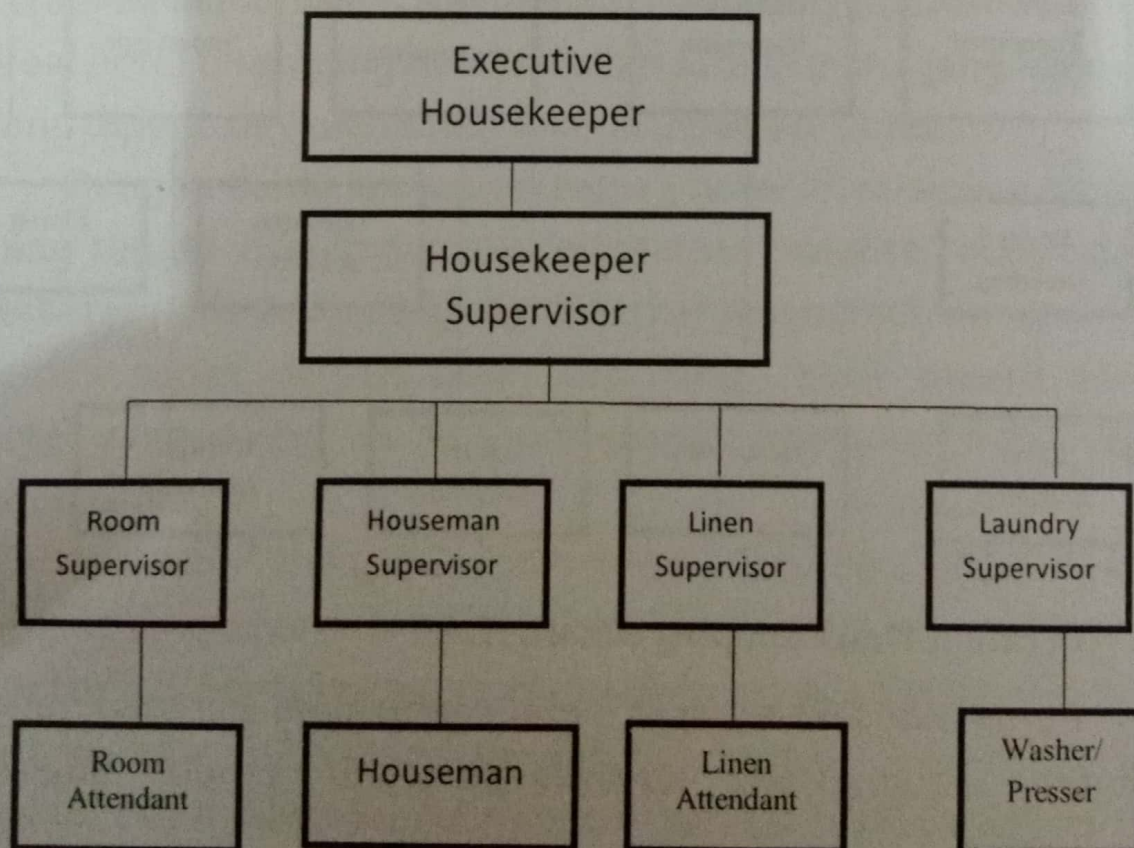 Executive
Housekeeper
Housekeeper
Supervisor
Room
Supervisor
Houseman
Supervisor
Linen
Supervisor
Laundry
Supervisor
Room
Attendant
Houseman
Linen
Attendant
Washer/
Presser